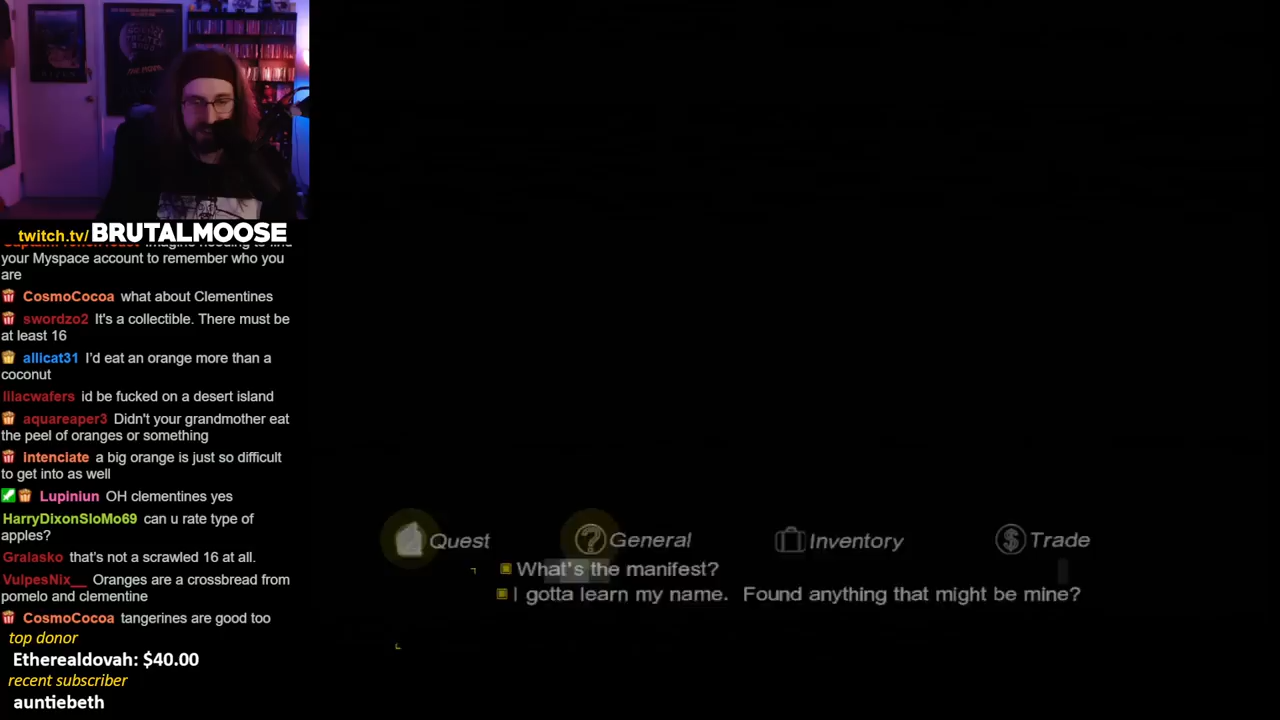 twitch.tv/BRUTALMOOSE
your Myspace account to remember who you
are
CosmoCocoa what about Clementines
swordzo2 It's a collectible. There must be
at least 16
allicat31 I'd eat an orange more than a
coconut
lilacwafers id be fucked on a desert island
aquareaper3 Didn't your grandmother eat
the peel of oranges or something
intenciate a big orange is just so difficult
to get into as well
Lupiniun OH clementines yes
HarryDixonSloMo69 can u rate type of
apples?
Gralasko that's not a scrawled 16 at all.
VulpesNix__ Oranges are a crossbread from
pomelo and clementine
CosmoCocoa tangerines are good too
top donor
Etherealdovah: $40.00
recent subscriber
auntiebeth
Quest General Inventory Trade
What's the manifest?
I gotta learn my name. Found anything that might be mine?